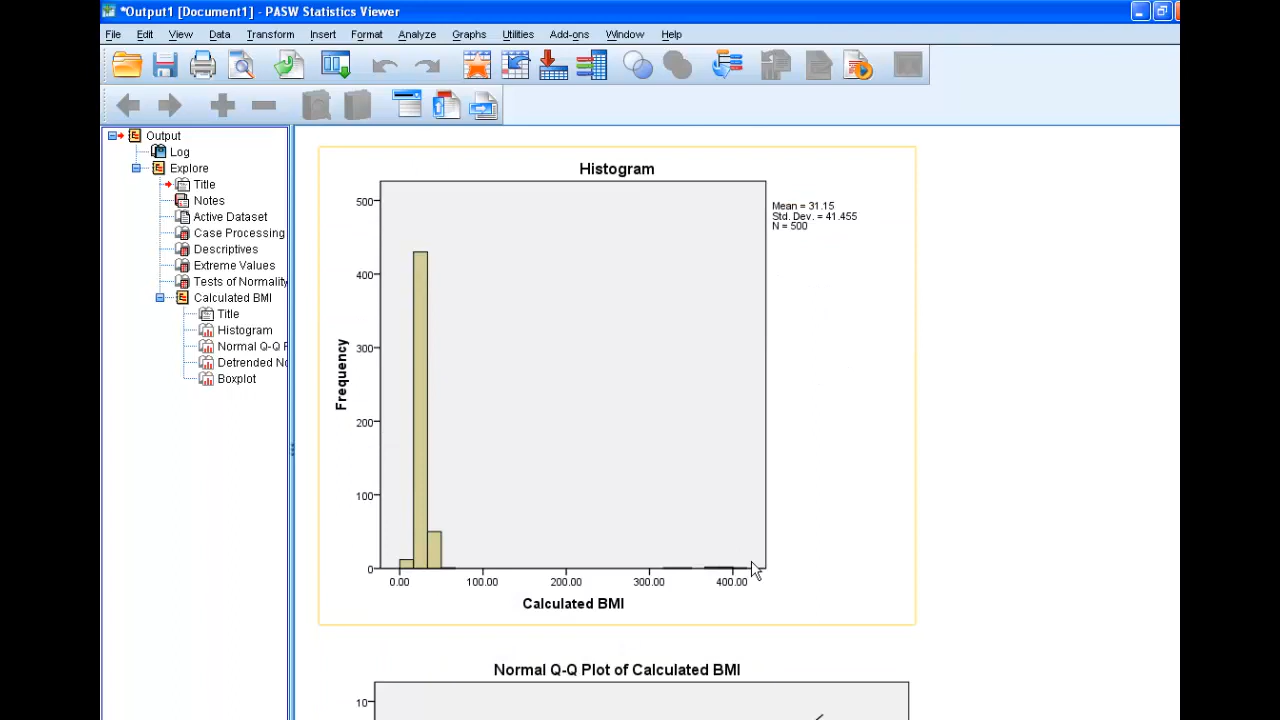 *Output1 [Document1] - PASW Statistics Viewer
File Edit View Data Transform Insert Format Analyze Graphs Utilities Add-ons Window Help
Output
Log
Explore
Title
Notes
Active Dataset
Case Processing
Descriptives
Extreme Values
Tests of Normality
Calculated BMI
Title
Histogram
Normal Q-Q
Detrended
Boxplot
Histogram
Mean = 31.15
Std. Dev. = 41.455
N = 500
500
400
300
200
100
0
Frequency
0.00 100.00 200.00 300.00 400.00
Calculated BMI
Normal Q-Q Plot of Calculated BMI
10